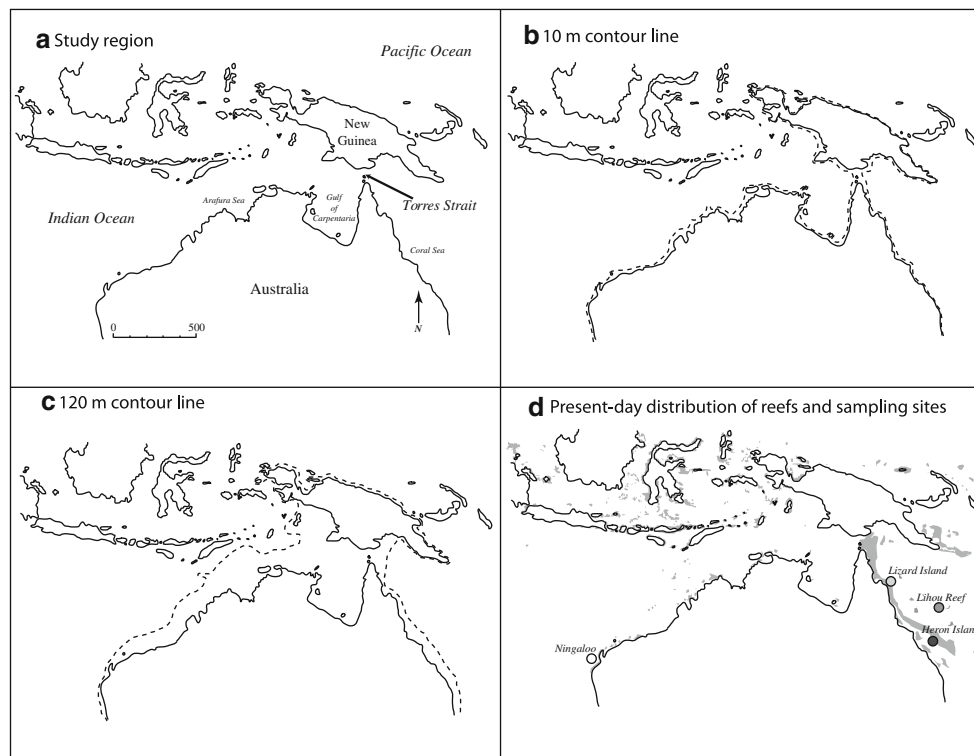 a Study region
Pacific Ocean
New
Guinea
Torres Strait
Arafura Sea
Gulf
of
Carpentaria
Indian Ocean
Coral Sea
Australia
0 500
N
b 10 m contour line
c 120 m contour line
d Present-day distribution of reefs and sampling sites
Lizard Island
Lihou Reef
Heron Islan
Ningaloo